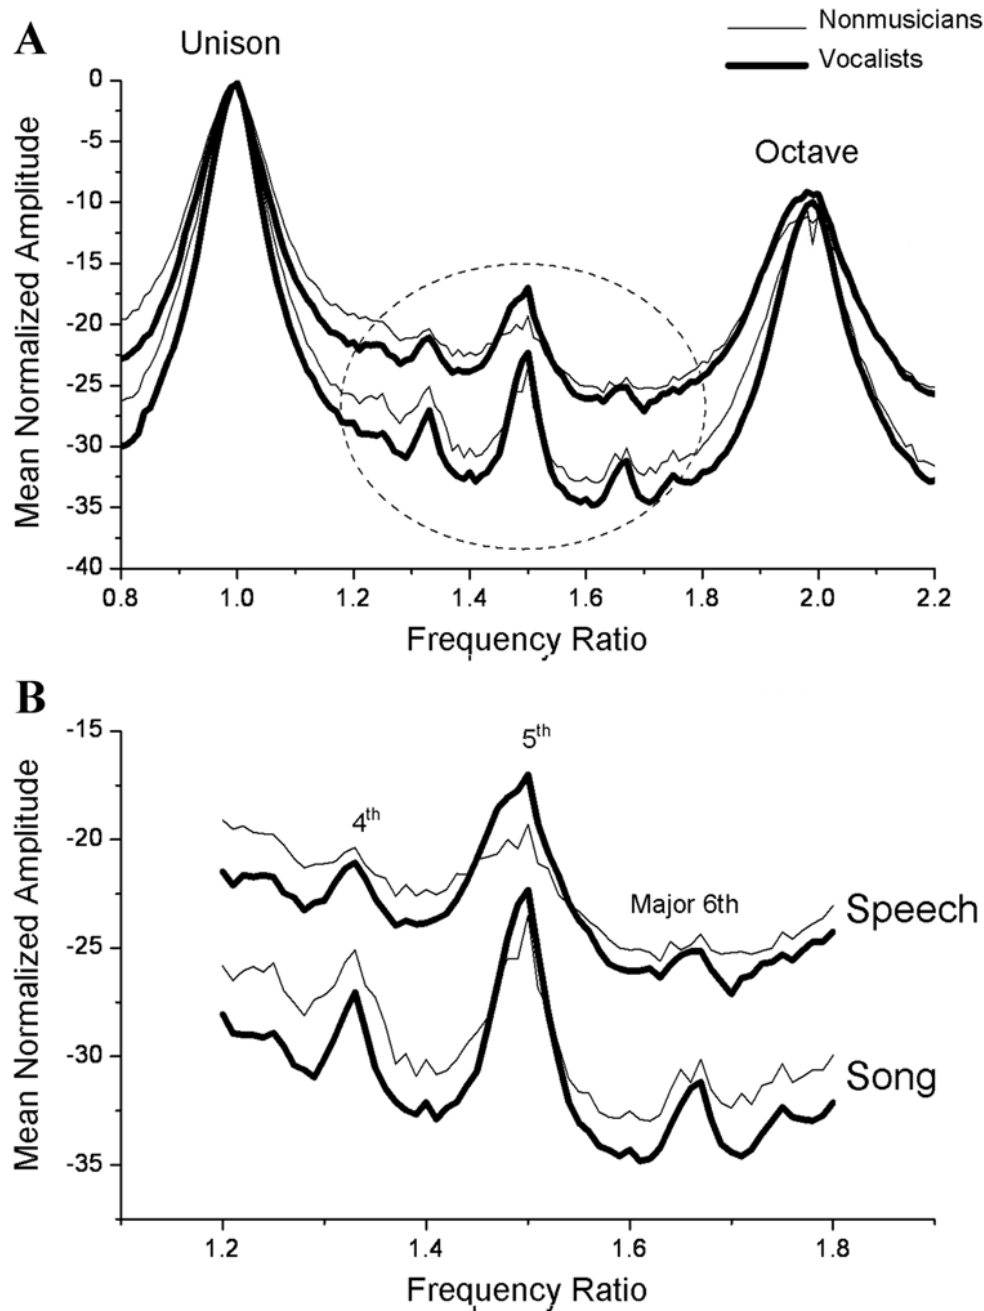 A
Unison
Nonmusicians
Vocalists
Octave
Mean Normalized Amplitude
0
-5
-10
-15
-20
-25
-30
-35
-40
0.8 1.0 1.2 1.4 1.6 1.8 2.0 2.2
Frequency Ratio
B
Mean Normalized Amplitude
-15
-20
-25
-30
-35
5th
4th
Major 6th
Speech
Song
1.2 1.4 1.6 1.8
Frequency Ratio